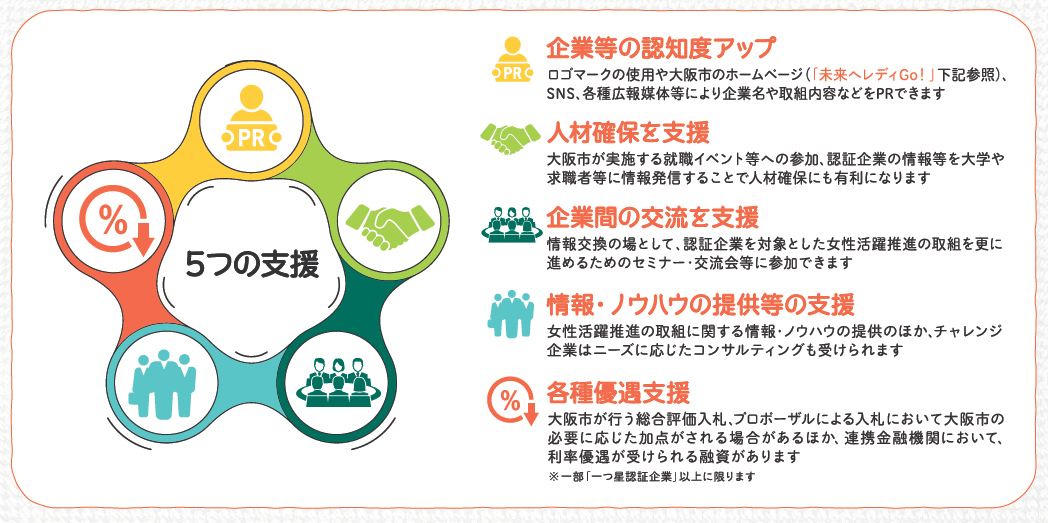 5つの支援
PR
%
PR
企業等の認知度アップ
ロゴマークの使用や大阪市のホームページ(「未来へレディGo!」下記参照)、
SNS、各種広報媒体等により企業名や取組内容などをPRできます
人材確保を支援
大阪市が実施する就職イベント等への参加、認証企業の情報等を大学や
求職者等に情報発信することで人材確保にも有利になります
企業間の交流を支援
情報交換の場として、認証企業を対象とした女性活躍推進の取組を更に
進めるためのセミナー・交流会等に参加できます
情報・ノウハウの提供等の支援
女性活躍推進の取組に関する情報・ノウハウの提供のほか、チャレンジ
企業はニーズに応じたコンサルティングも受けられます
%
各種優遇支援
大阪市が行う総合評価入札、プロポーザルによる入札において大阪市の
必要に応じた加点がされる場合があるほか、連携金融機関において、
利率優遇が受けられる融資があります
※一部「一つ星認証企業」以上に限ります